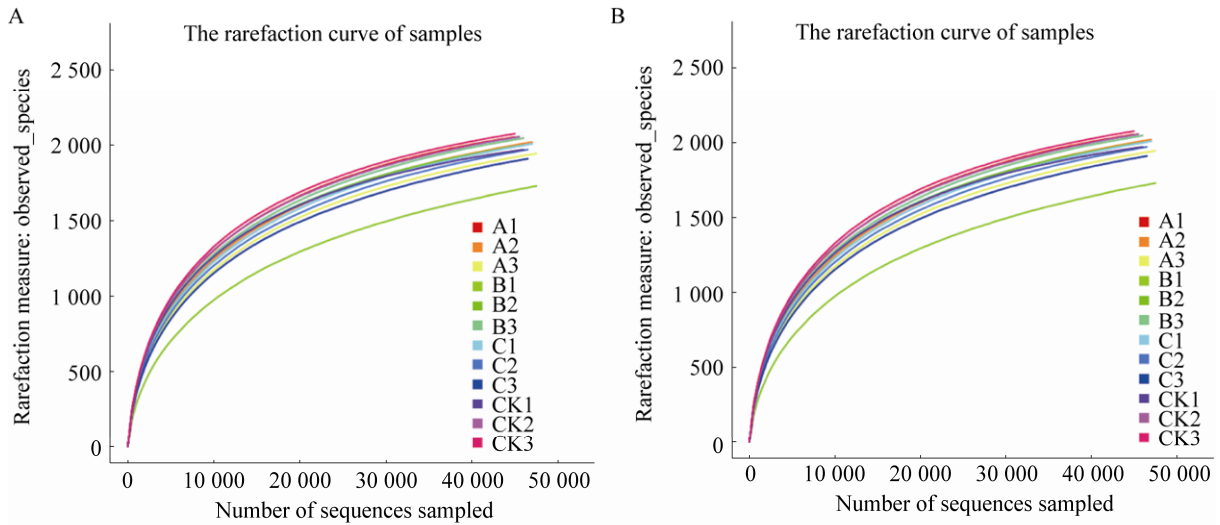 A
The rarefaction curve of samples
Rarefaction measure: observed_species
2 500
2 000
1 500
1 000
500
0
A1
A2
A3
B1
B2
B3
C1
C2
C3
CK1
CK2
CK3
0 10 000 20 000 30 000 40 000 50 000
Number of sequences sampled
B
The rarefaction curve of samples
Rarefaction measure: observed_species
2 500
2 000
1 500
1 000
500
0
A1
A2
A3
B1
B2
B3
C1
C2
C3
CK1
CK2
CK3
0 10 000 20 000 30 000 40 000 50 000
Number of sequences sampled